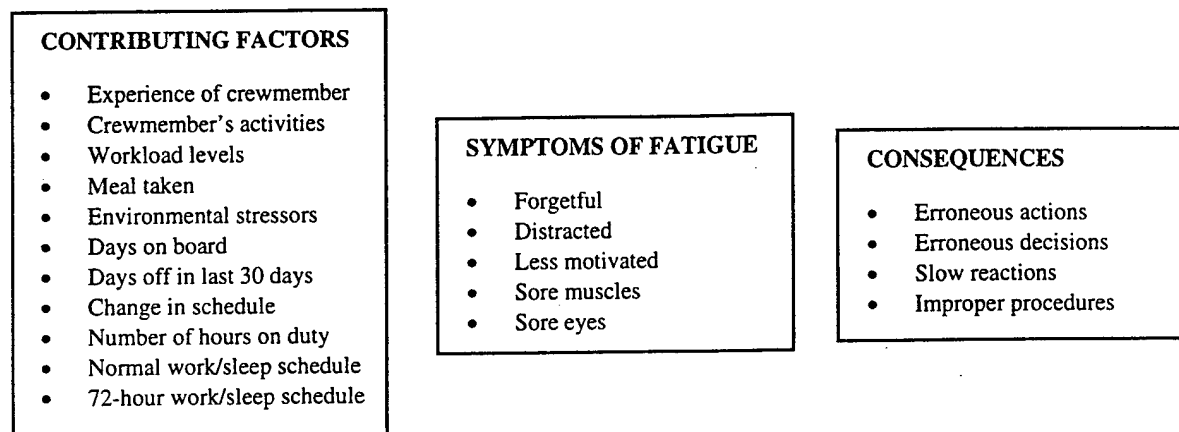 CONTRIBUTING FACTORS
• Experience of crewmember
• Crewmember's activities
• Workload levels
• Meal taken
• Environmental stressors
• Days on board
• Days off in last 30 days
• Change in schedule
• Number of hours on duty
• Normal work/sleep schedule
• 72-hour work/sleep schedule
SYMPTOMS OF FATIGUE
• Forgetful
• Distracted
• Less motivated
• Sore muscles
• Sore eyes
CONSEQUENCES
• Erroneous actions
• Erroneous decisions
• Slow reactions
• Improper procedures